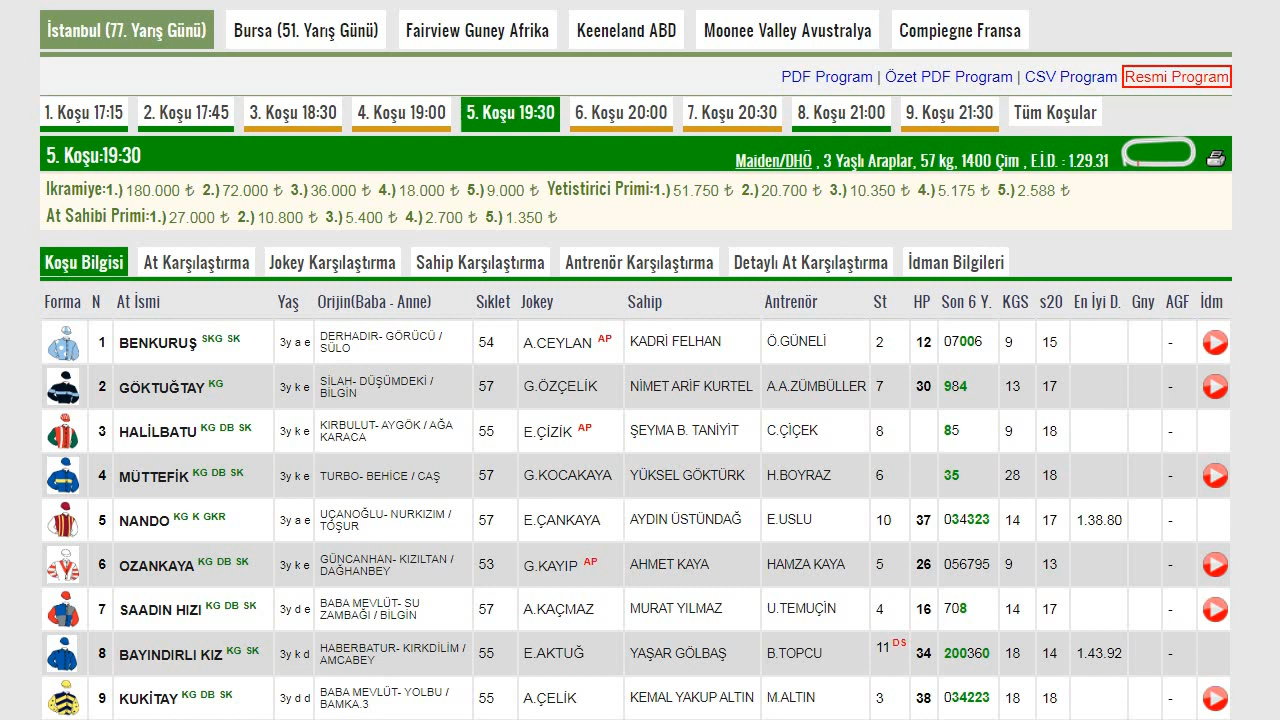 İstanbul (77. Yarış Günü) Bursa (51. Yarış Günü) Fairview Guney Afrika Keeneland ABD Moonee Valley Avustralya Compiegne Fransa
PDF Program | Özet PDF Program | CSV Program Resmi Program
1. Koşu 17:15 2. Koşu 17:45 3. Koşu 18:30 4. Koşu 19:00 5. Koşu 19:30 6. Koşu 20:00 7. Koşu 20:30 8. Koşu 21:00 9. Koşu 21:30 Tüm Koşular
5. Koşu:19:30 Maiden/DHÖ , 3 Yaşlı Araplar, 57 kg, 1400 Çim , E.İ.D. : 1.29.31
Ikramiye:1.) 180.000 ₺ 2.) 72.000 ₺ 3.) 36.000 ₺ 4.) 18.000 ₺ 5.) 9.000 ₺ Yetistirici Primi:1.) 51.750 ₺ 2.) 20.700 ₺ 3.) 10.350 ₺ 4.) 5.175 ₺ 5.) 2.588 ₺
At Sahibi Primi:1.) 27.000 ₺ 2.) 10.800 ₺ 3.) 5.400 ₺ 4.) 2.700 ₺ 5.) 1.350 ₺
Koşu Bilgisi At Karşılaştırma Jokey Karşılaştırma Sahip Karşılaştırma Antrenör Karşılaştırma Detaylı At Karşılaştırma İdman Bilgileri
Forma N At İsmi Yaş Orijin(Baba - Anne) Sıklet Jokey Sahip Antrenör St HP Son 6 Y. KGS s20 En İyi D. Gny AGF İdm
1 BENKURUŞ SKG SK 3y a e DERHADIR- GÖRÜCÜ / SÜLO 54 A.CEYLAN AP KADRİ FELHAN Ö.GÜNELİ 2 12 07006 9 15 -
2 GÖKTUĞTAY KG 3y k e SİLAH- DÜŞÜMDEKİ / BİLGİN 57 G.ÖZÇELİK NİMET ARİF KURTEL A.A.ZÜMBÜLLER 7 30 984 13 17 -
3 HALİLBATU KG DB SK 3y k e KIRBULUT- AYGÖK / AĞA KARACA 55 E.ÇİZİK AP ŞEYMA B. TANİYİT C.ÇİÇEK 8 85 9 18 -
4 MÜTTEFİK KG DB SK 3y k e TURBO- BEHİCE / CAŞ 57 G.KOCAKAYA YÜKSEL GÖKTÜRK H.BOYRAZ 6 35 28 18 -
5 NANDO KG K GKR 3y a e UÇANOĞLU- NURKIZIM / TÖŞUR 57 E.ÇANKAYA AYDIN ÜSTÜNDAĞ E.USLU 10 37 034323 14 17 1.38.80 -
6 OZANKAYA KG DB SK 3y k e GÜNCANHAN- KIZILTAN / DAĞHANBEY 53 G.KAYIP AP AHMET KAYA HAMZA KAYA 5 26 056795 9 13 -
7 SAADIN HIZI KG DB SK 3y d e BABA MEVLÜT- SU ZAMBAĞI / BİLGİN 57 A.KAÇMAZ MURAT YILMAZ İ.TEMUÇİN 4 16 708 14 17 -
8 BAYINDIRLI KIZ KG SK 3y k d HABERBATUR- KIRKDİLİM / AMCABEY 55 E.AKTUĞ YAŞAR GÖLBAŞ B.TOPCU 11 DS 34 200360 18 14 1.43.92 -
9 KUKİTAY KG DB SK 3y d d BABA MEVLÜT- YOLBU / BAMKA.3 55 A.ÇELİK KEMAL YAKUP ALTIN M.ALTIN 3 38 034223 18 18 -